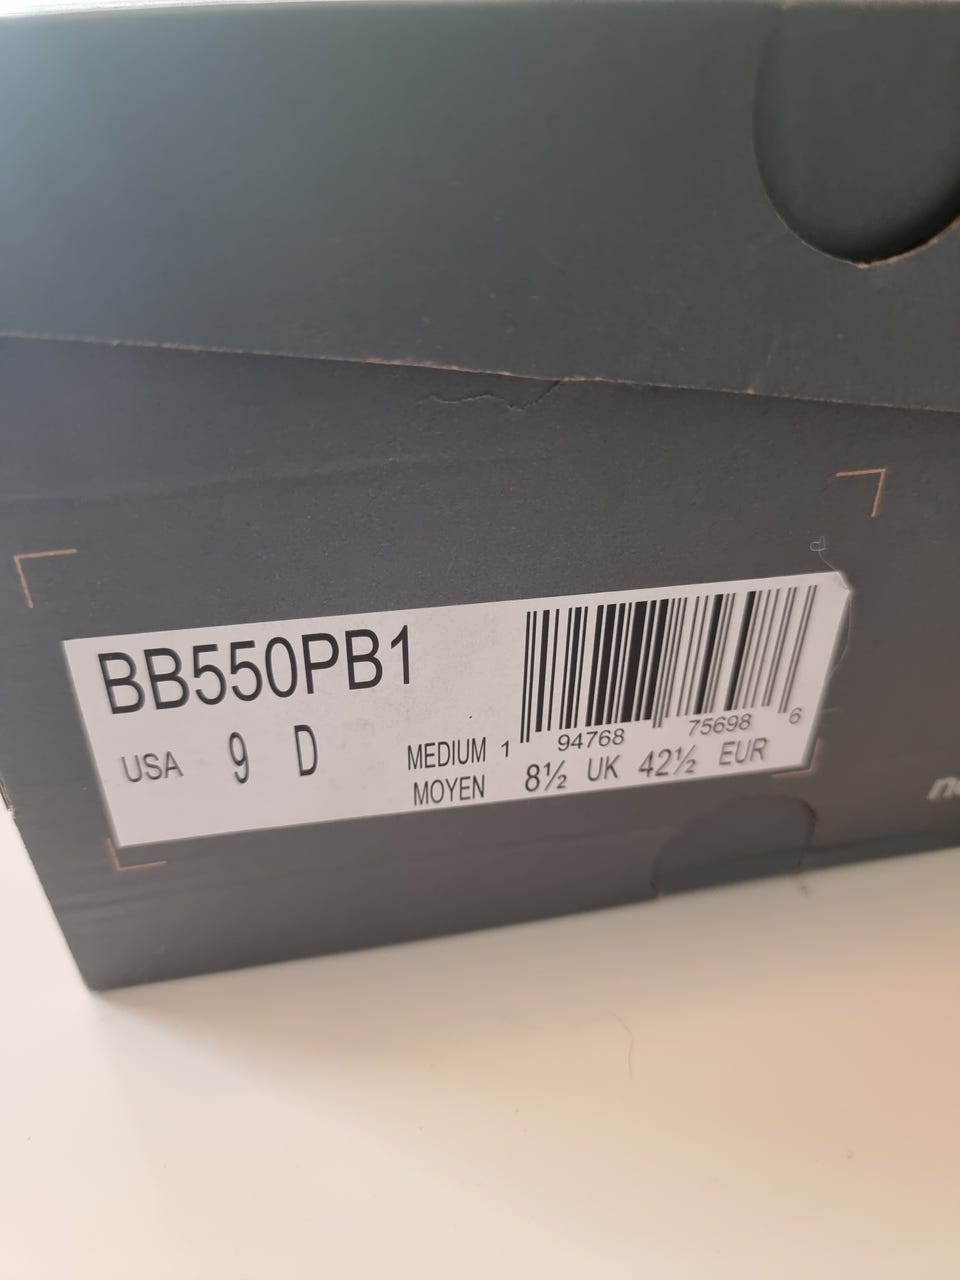 BB550PB1
USA 9 D
MEDIUM
MOYEN
1 94768 75698 6
8½ UK 42½ EUR